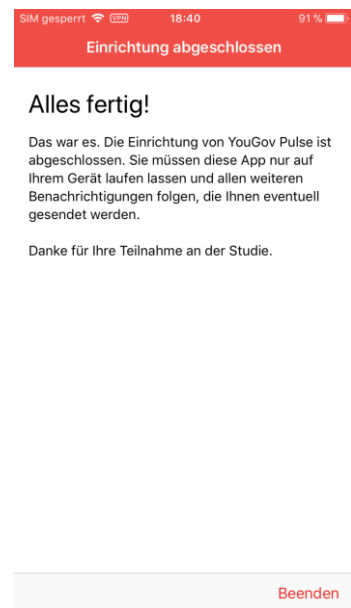 SIM gesperrt VPN 18:40 91 %
Einrichtung abgeschlossen
Alles fertig!
Das war es. Die Einrichtung von YouGov Pulse ist
abgeschlossen. Sie müssen diese App nur auf
Ihrem Gerät laufen lassen und allen weiteren
Benachrichtigungen folgen, die Ihnen eventuell
gesendet werden.
Danke für Ihre Teilnahme an der Studie.
Beenden